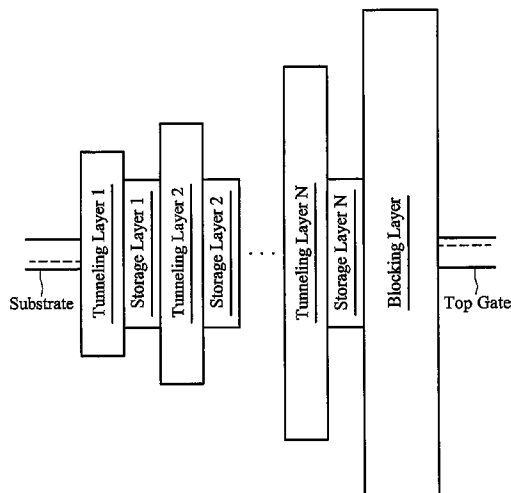 Substrate
Tunneling Layer 1
Storage Layer 1
Tunneling Layer 2
Storage Layer 2
. . .
Tunneling Layer N
Storage Layer N
Blocking Layer
Top Gate